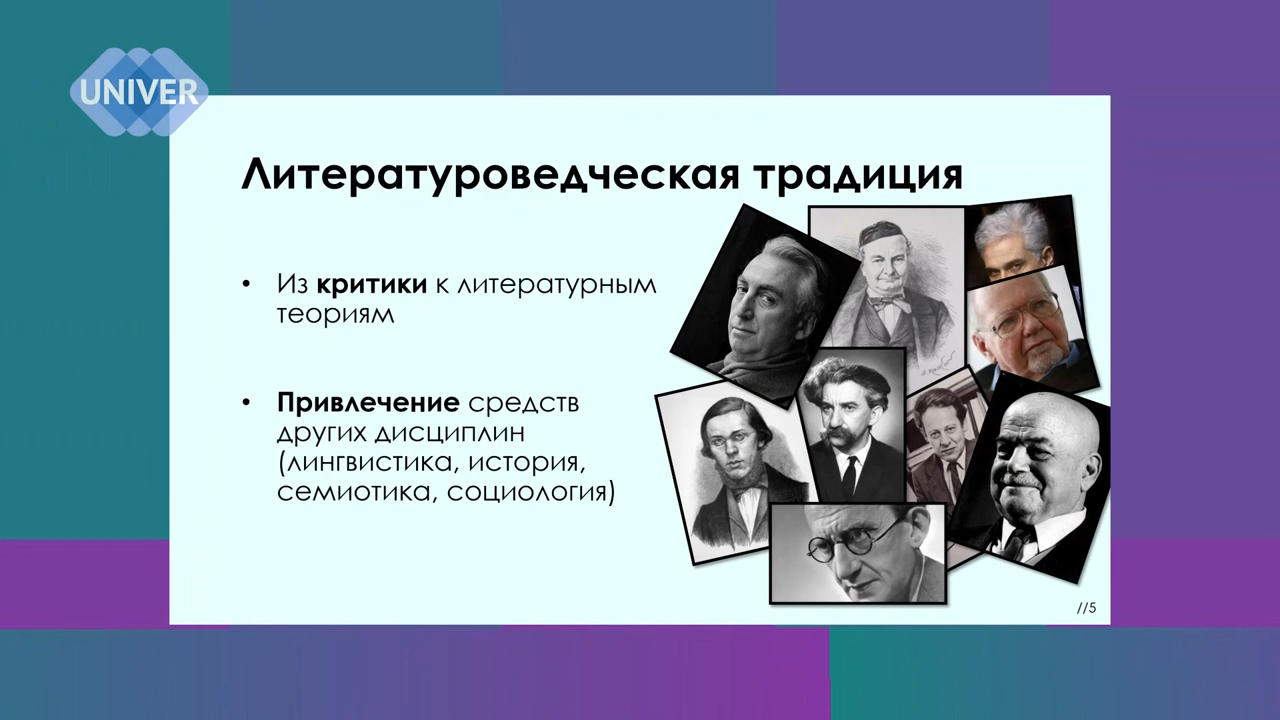 UNIVER
Литературоведческая традиция
• Из критики к литературным
теориям
• Привлечение средств
других дисциплин
(лингвистика, история,
семиотика, социология)
//5